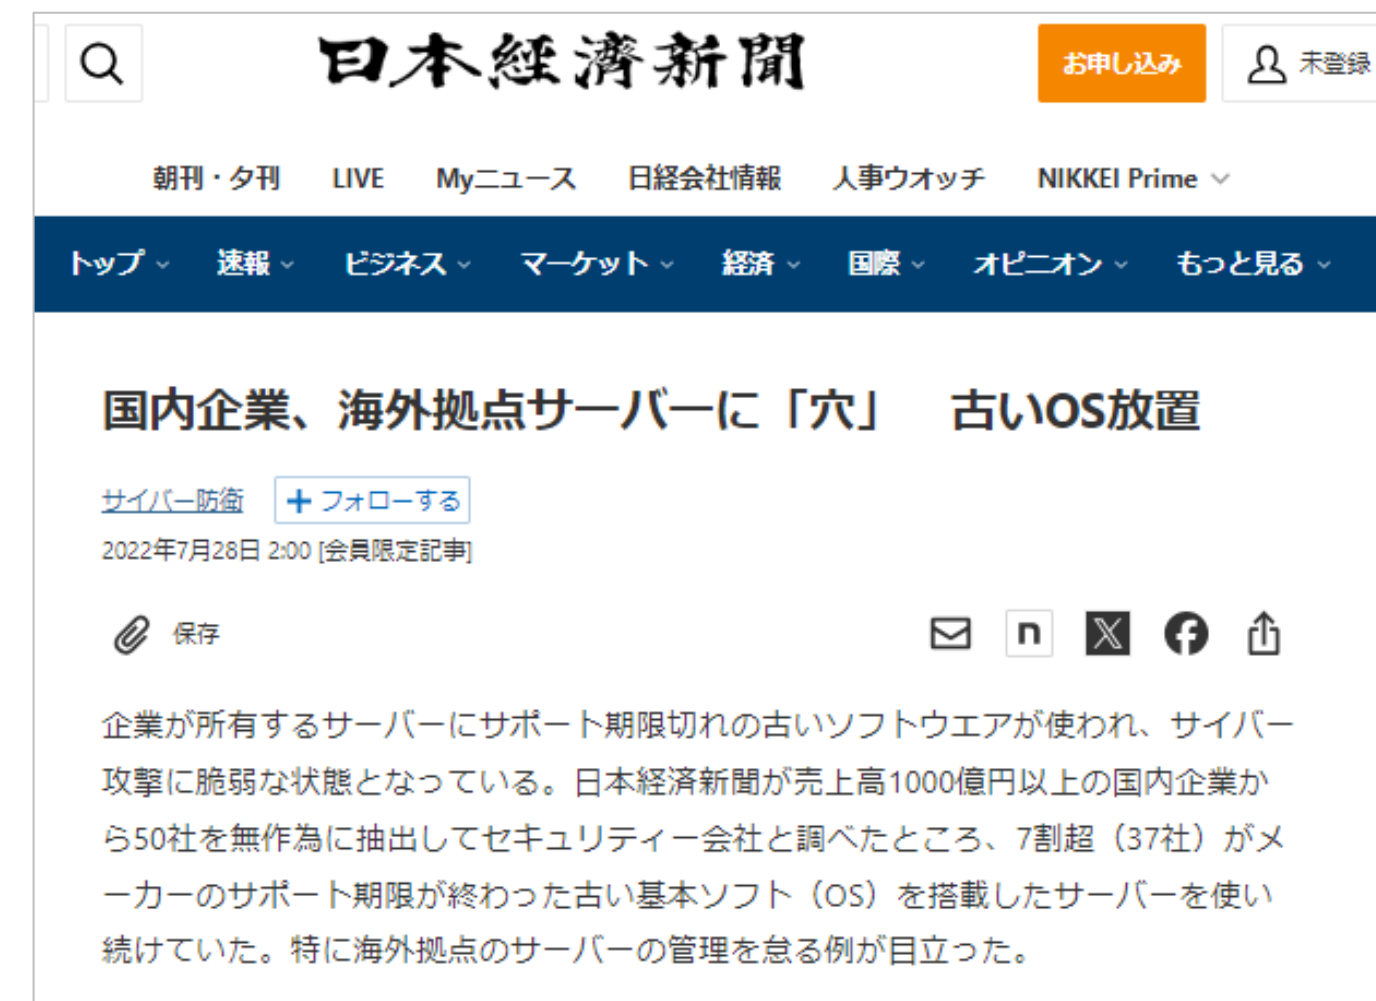 日本経済新聞
お申し込み
未登録
朝刊・夕刊 LIVE Myニュース 日経会社情報 人事ウオッチ NIKKEI Prime
トップ 速報 ビジネス マーケット 経済 国際 オピニオン もっと見る
国内企業、海外拠点サーバーに「穴」　古いOS放置
サイバー防衛 + フォローする
2022年7月28日 2:00 [会員限定記事]
保存
企業が所有するサーバーにサポート期限切れの古いソフトウエアが使われ、サイバー
攻撃に脆弱な状態となっている。日本経済新聞が売上高1000億円以上の国内企業か
ら50社を無作為に抽出してセキュリティー会社と調べたところ、7割超（37社）がメ
ーカーのサポート期限が終わった古い基本ソフト（OS）を搭載したサーバーを使い
続けていた。特に海外拠点のサーバーの管理を怠る例が目立った。